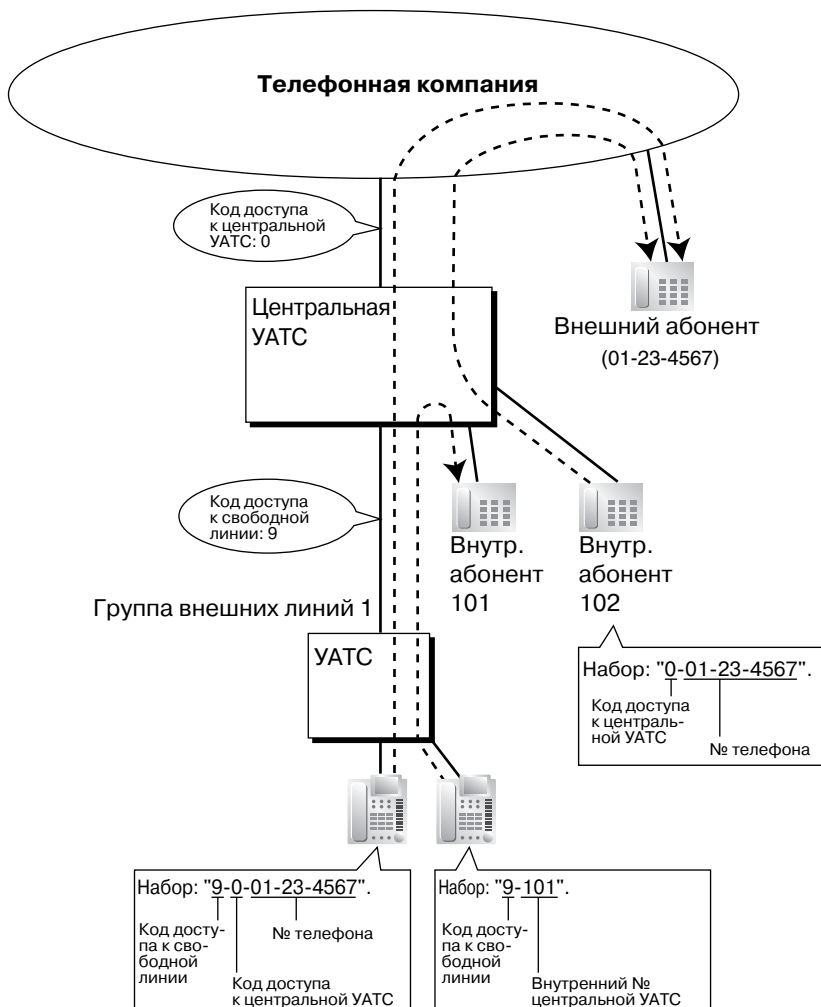 Телефонная компания
Код доступа
к центральной
УАТС: 0
Центральная
УАТС
Внешний абонент
(01-23-4567)
Код доступа
к свободной
линии: 9
Внутр.
абонент
101
Внутр.
абонент
102
Группа внешних линий 1
УАТС
Набор: "0-01-23-4567".
Код доступа
к централь-
ной УАТС
№ телефона
Набор: "9-0-01-23-4567".
Код досту-
па к сво-
бодной
линии
№ телефона
Код доступа
к центральной УАТС
Набор: "9-101".
Код досту-
па к сво-
бодной
линии
Внутренний №
центральной УАТС